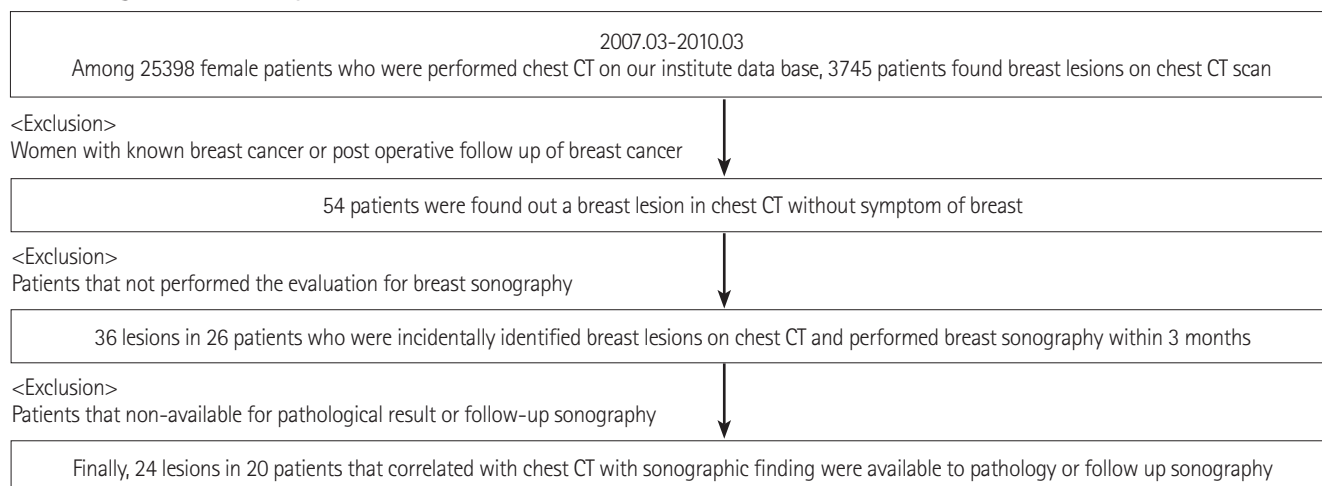 2007.03-2010.03
Among 25398 female patients who were performed chest CT on our institute data base, 3745 patients found breast lesions on chest CT scan
<Exclusion>
Women with known breast cancer or post operative follow up of breast cancer
54 patients were found out a breast lesion in chest CT without symptom of breast
<Exclusion>
Patients that not performed the evaluation for breast sonography
36 lesions in 26 patients who were incidentally identified breast lesions on chest CT and performed breast sonography within 3 months
<Exclusion>
Patients that non-available for pathological result or follow-up sonography
Finally, 24 lesions in 20 patients that correlated with chest CT with sonographic finding were available to pathology or follow up sonography